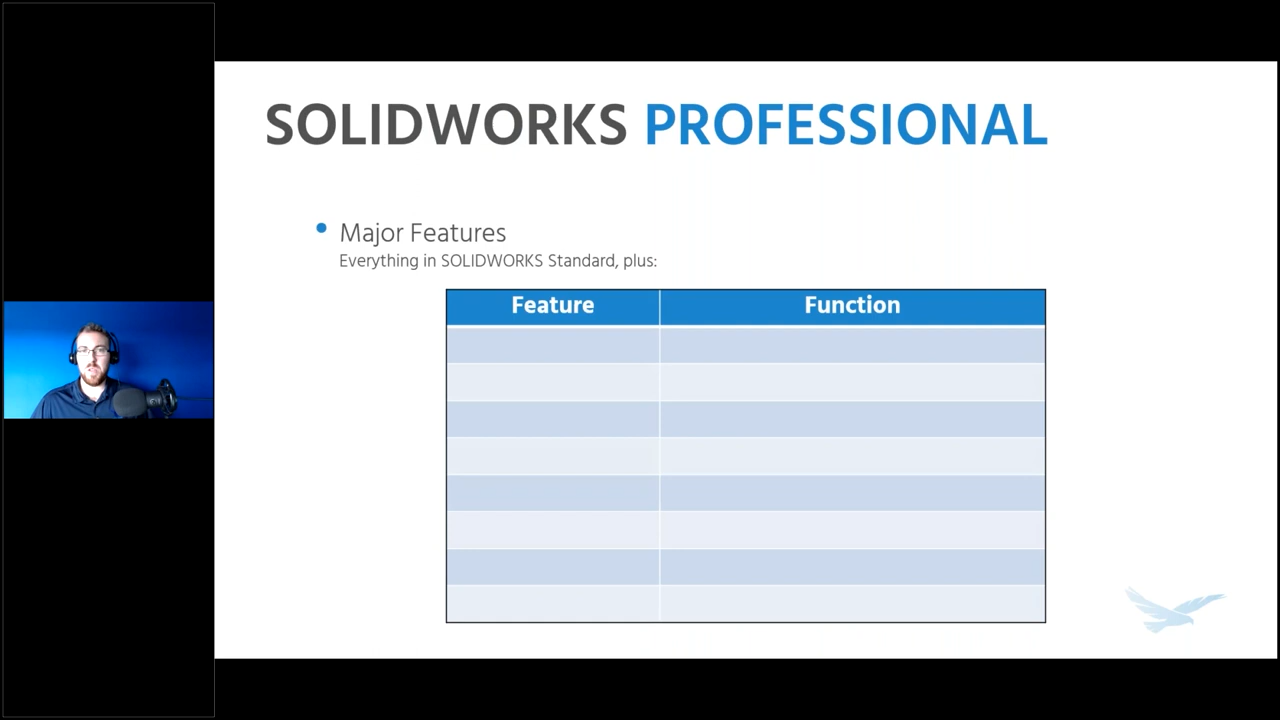 SOLIDWORKS PROFESSIONAL
• Major Features
Everything in SOLIDWORKS Standard, plus:
Feature Function